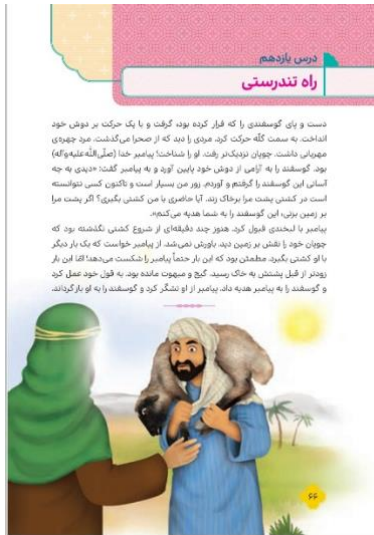 درس یازدهم
راه تندرستی
دست و پای گوسفندی را که فرار کرده بود، گرفت و با یک حرکت بر دوش خود
انداخت. به سمت گلّه حرکت کرد. مردی را دید که از صحرا می‌گذشت. مرد چهره‌ی
مهربانی داشت. چوپان نزدیک‌تر رفت. او را شناخت؛ پیامبر خدا (صلّی‌الله‌علیه‌وآله)
بود. گوسفند را به آرامی از دوش خود پایین آورد و به پیامبر گفت: «دیدی به چه
آسانی این گوسفند را گرفتم و آوردم. زور من بسیار است و تاکنون کسی نتوانسته
است در کشتی پشت مرا برخاک زند. آیا حاضری با من کشتی بگیری؟ اگر پشت مرا
بر زمین بزنی، این گوسفند را به شما هدیه می‌کنم».
پیامبر با لبخندی قبول کرد. هنوز چند دقیقه‌ای از شروع کشتی نگذشته بود که
چوپان خود را نقش بر زمین دید. باورش نمی‌شد. از پیامبر خواست که یک بار دیگر
با او کشتی بگیرد. مطمئن بود که این بار حتماً پیامبر را شکست می‌دهد؛ امّا این بار
زودتر از قبل پشتش به خاک رسید. گیج و مبهوت مانده بود. به قول خود عمل کرد
و گوسفند را به پیامبر هدیه داد. پیامبر از او تشکّر کرد و گوسفند را به او بازگرداند.
۶۶